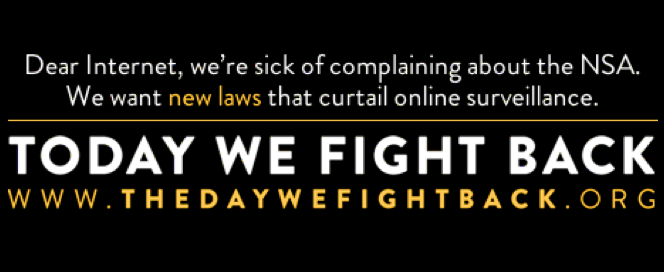 Dear Internet, we're sick of complaining about the NSA.
We want new laws that curtail online surveillance.
TODAY WE FIGHT BACK
WWW.THEDAYWEFIGHTBACK.ORG